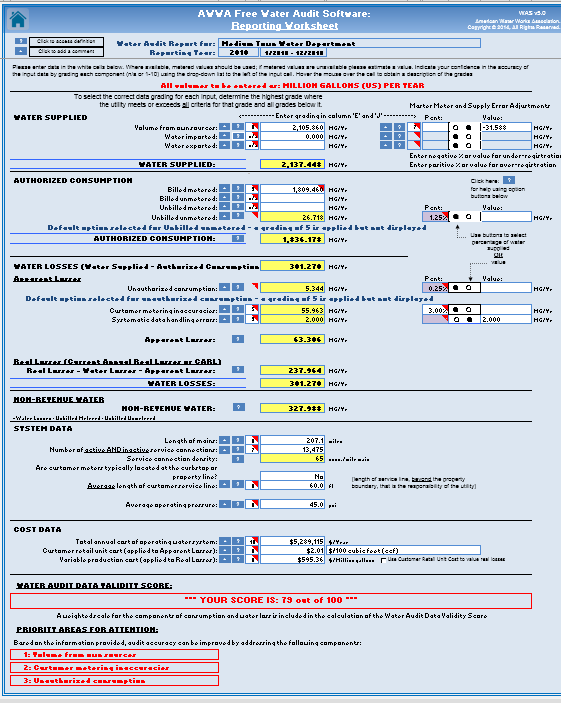 AWWA Free Water Audit Software:
Reporting Worksheet
WAS v5.0
American Water Works Association.
Copyright © 2014, All Rights Reserved.
? Click to access definition
+ Click to add a comment
Water Audit Report for: Medium Town Water Department
Reporting Year: 2010 1/2010 - 12/2010
Please enter data in the white cells below. Where available, metered values should be used; if metered values are unavailable please estimate a value. Indicate your confidence in the accuracy of
the input data by grading each component (n/a or 1-10) using the drop-down list to the left of the input cell. Hover the mouse over the cell to obtain a description of the grades
All volumes to be entered as: MILLION GALLONS (US) PER YEAR
To select the correct data grading for each input, determine the highest grade where
the utility meets or exceeds all criteria for that grade and all grades below it.
Master Meter and Supply Error Adjustments
WATER SUPPLIED
Enter grading in column 'E' and 'J'
Pcnt: Value:
Volume from own sources: + ? 2,105.860 MG/Yr + ? -31.588 MG/Yr
Water imported: + ? n/a 0.000 MG/Yr + ? MG/Yr
Water exported: + ? n/a MG/Yr + ? MG/Yr
Enter negative % or value for under-registration
WATER SUPPLIED: 2,137.448 MG/Yr
Enter positive % or value for over-registration
AUTHORIZED CONSUMPTION
Click here: ?
for help using option
buttons below
Billed metered: + ? 1,809.460 MG/Yr
Billed unmetered: + ? n/a MG/Yr
Unbilled metered: + ? n/a MG/Yr
Pcnt: Value:
Unbilled unmetered: + ? 26.718 MG/Yr 1.25% MG/Yr
Default option selected for Unbilled unmetered - a grading of 5 is applied but not displayed
AUTHORIZED CONSUMPTION: ? 1,836.178 MG/Yr
Use buttons to select
percentage of water
supplied
OR
value
WATER LOSSES (Water Supplied - Authorized Consumption) 301.270 MG/Yr
Apparent Losses
Pcnt: Value:
Unauthorized consumption: + ? 5.344 MG/Yr 0.25% MG/Yr
Default option selected for unauthorized consumption - a grading of 5 is applied but not displayed
Customer metering inaccuracies: + ? 55.963 MG/Yr 3.00% MG/Yr
Systematic data handling errors: + ? 2.000 MG/Yr 2.000 MG/Yr
Apparent Losses: ? 63.306 MG/Yr
Real Losses (Current Annual Real Losses or CARL)
Real Losses = Water Losses - Apparent Losses: ? 237.964 MG/Yr
WATER LOSSES: 301.270 MG/Yr
NON-REVENUE WATER
NON-REVENUE WATER: ? 327.988 MG/Yr
= Water Losses + Unbilled Metered + Unbilled Unmetered
SYSTEM DATA
Length of mains: + ? 207.1 miles
Number of active AND inactive service connections: + ? 13,475
Service connection density: ? 65 conn./mile main
Are customer meters typically located at the curbstop or
property line? No
(length of service line, beyond the property
boundary, that is the responsibility of the utility)
Average length of customer service line: + ? 60.0 ft
Average operating pressure: + ? 45.0 psi
COST DATA
Total annual cost of operating water system: + ? 10 $5,289,115 $/Year
Customer retail unit cost (applied to Apparent Losses): + ? $2.01 $/100 cubic feet (ccf)
Variable production cost (applied to Real Losses): + ? $595.36 $/Million gallons Use Customer Retail Unit Cost to value real losses
WATER AUDIT DATA VALIDITY SCORE:
*** YOUR SCORE IS: 79 out of 100 ***
A weighted scale for the components of consumption and water loss is included in the calculation of the Water Audit Data Validity Score
PRIORITY AREAS FOR ATTENTION:
Based on the information provided, audit accuracy can be improved by addressing the following components:
1: Volume from own sources
2: Customer metering inaccuracies
3: Unauthorized consumption